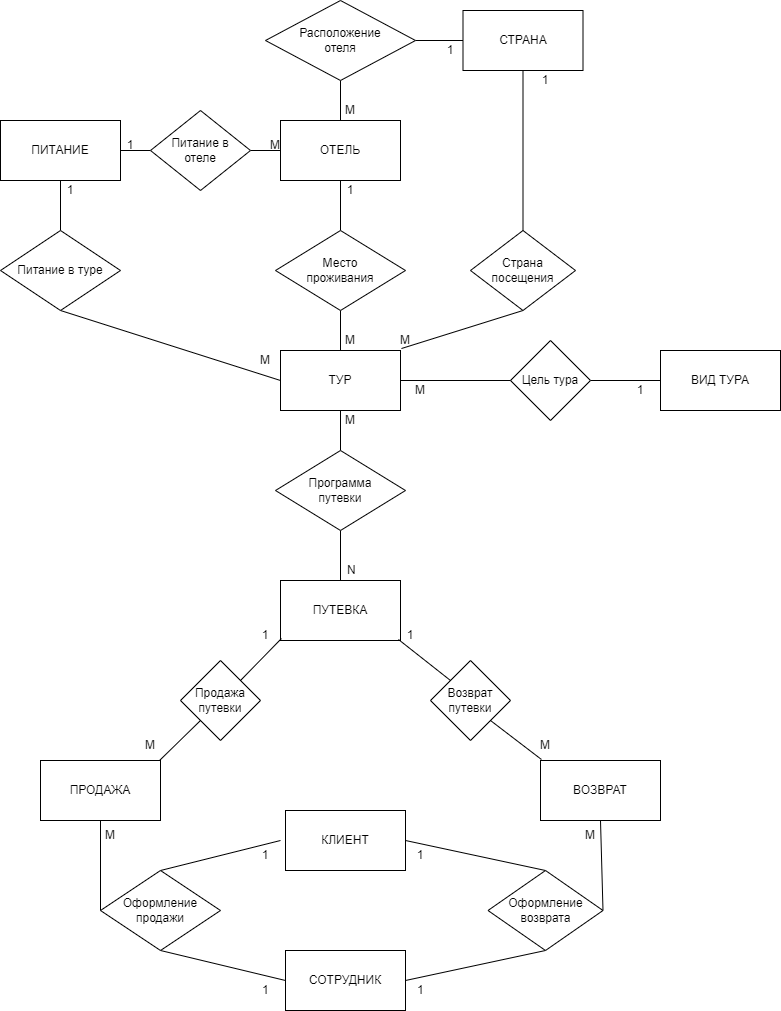 Расположение
отеля
1
СТРАНА
1
М
ПИТАНИЕ
1
Питание в
отеле
М
ОТЕЛЬ
1
1
Питание в туре
Место
проживания
Страна
посещения
М
М
М
ТУР
М
Цель тура
1
ВИД ТУРА
М
Программа
путевки
N
ПУТЕВКА
1
1
Продажа
путевки
Возврат
путевки
М
М
ПРОДАЖА
ВОЗВРАТ
М
КЛИЕНТ
М
1
1
Оформление
продажи
Оформление
возврата
СОТРУДНИК
1
1